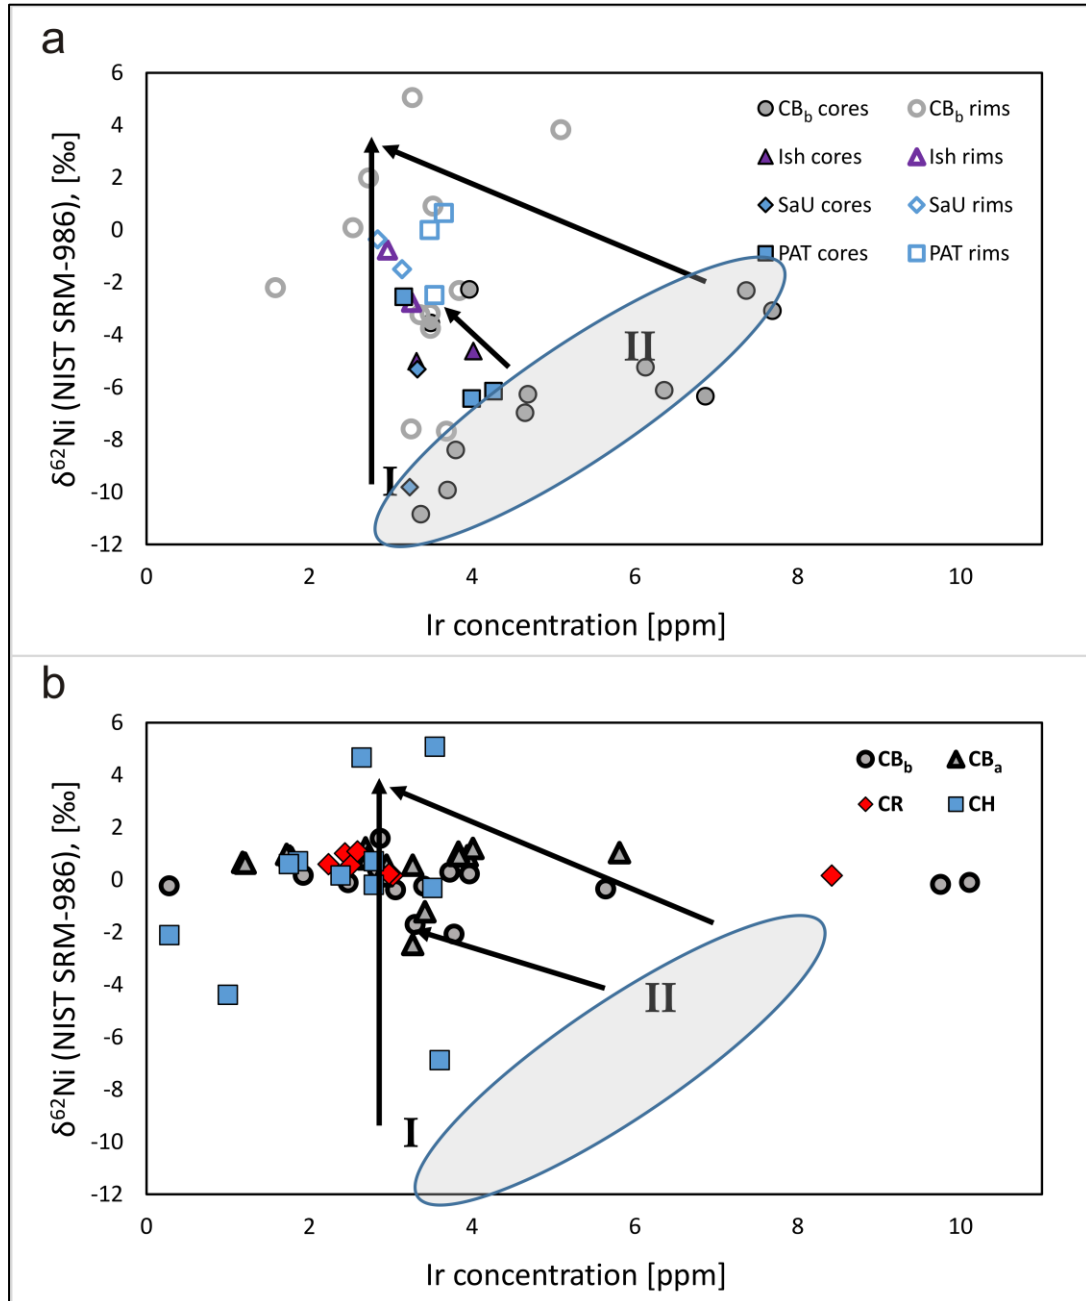 a
δ⁶²Ni (NIST SRM-986), [‰]
6
4
2
0
-2
-4
-6
-8
-10
-12
CBb cores
CBb rims
Ish cores
Ish rims
SaU cores
SaU rims
PAT cores
PAT rims
II
I
0 2 4 6 8 10
Ir concentration [ppm]
b
δ⁶²Ni (NIST SRM-986), [‰]
6
4
2
0
-2
-4
-6
-8
-10
-12
CBb
CBa
CR
CH
II
I
0 2 4 6 8 10
Ir concentration [ppm]